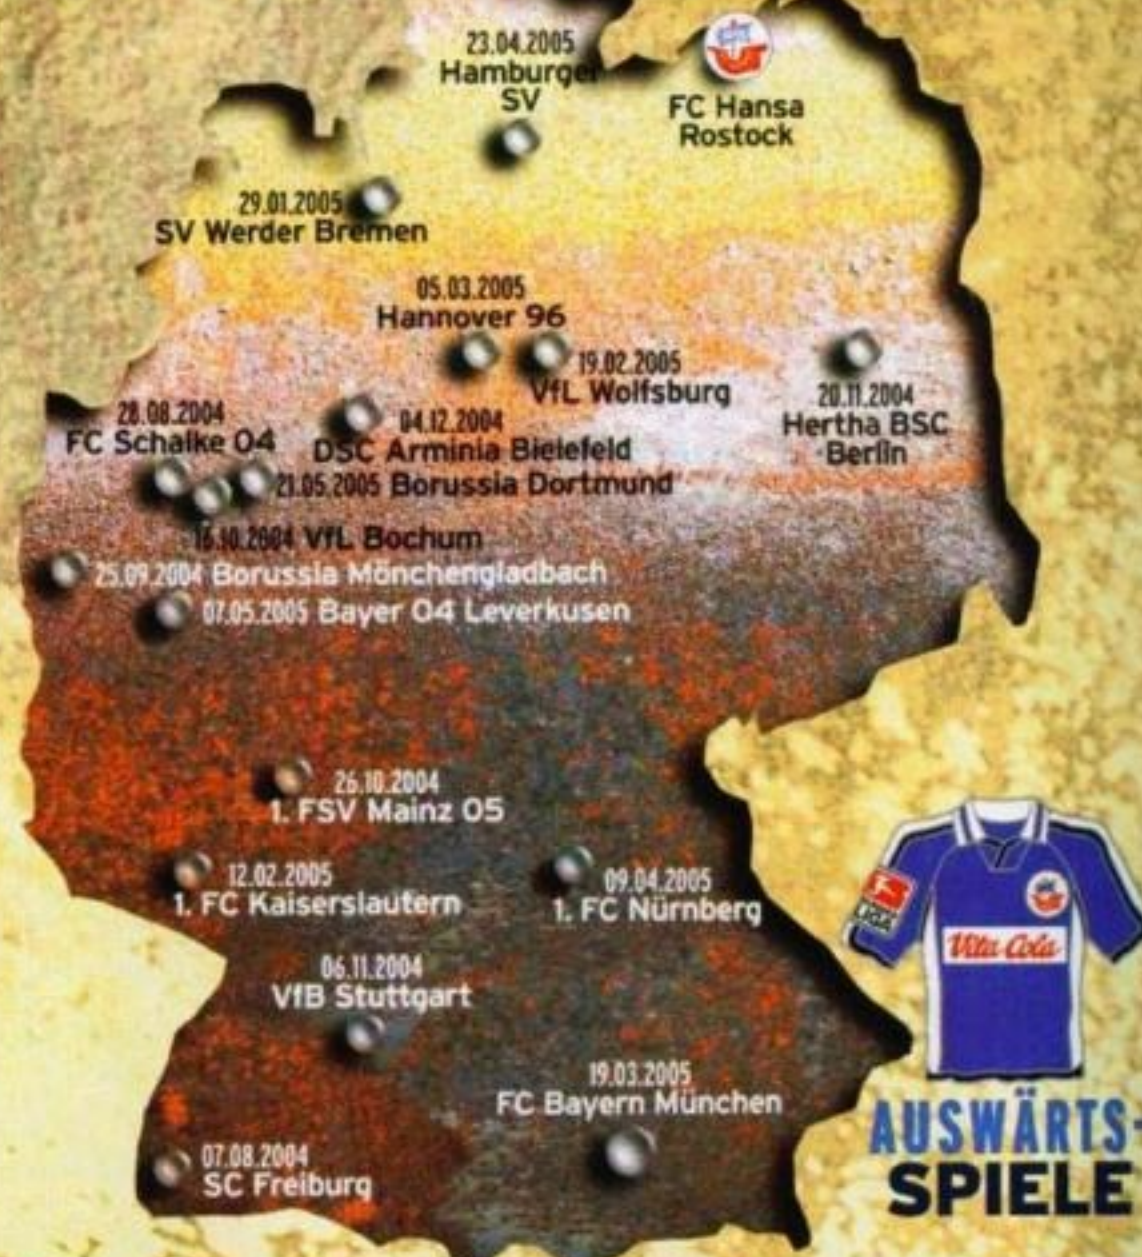 23.04.2005
Hamburger
SV
FC Hansa
Rostock
29.01.2005
SV Werder Bremen
05.03.2005
Hannover 96
19.02.2005
VfL Wolfsburg
20.11.2004
Hertha BSC
Berlin
28.08.2004
FC Schalke 04
04.12.2004
DSC Arminia Bielefeld
21.05.2005 Borussia Dortmund
16.10.2004 VfL Bochum
25.09.2004 Borussia Mönchengladbach
07.05.2005 Bayer 04 Leverkusen
26.10.2004
1. FSV Mainz 05
12.02.2005
1. FC Kaiserslautern
09.04.2005
1. FC Nürnberg
06.11.2004
VfB Stuttgart
19.03.2005
FC Bayern München
07.08.2004
SC Freiburg
Vita Cola
AUSWÄRTS-
SPIELE